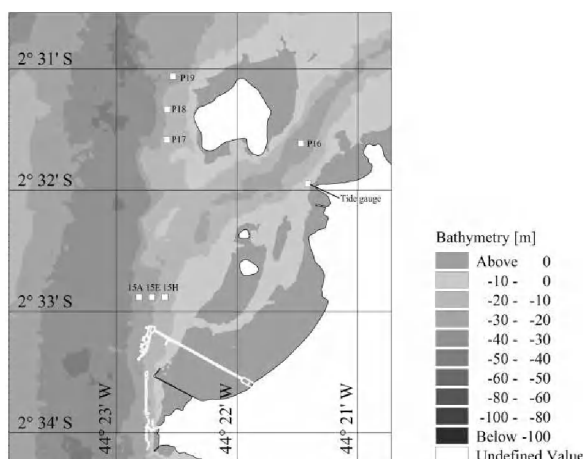 2° 31' S
P19
P18
P17
P16
2° 32' S
Tide gauge
15A 15E 15H
2° 33' S
2° 34' S
44° 23' W
44° 22' W
44° 21' W
Bathymetry [m]
Above 0
-10 - 0
-20 - -10
-30 - -20
-40 - -30
-50 - -40
-60 - -50
-80 - -60
-100 - -80
Below -100
Undefined Value